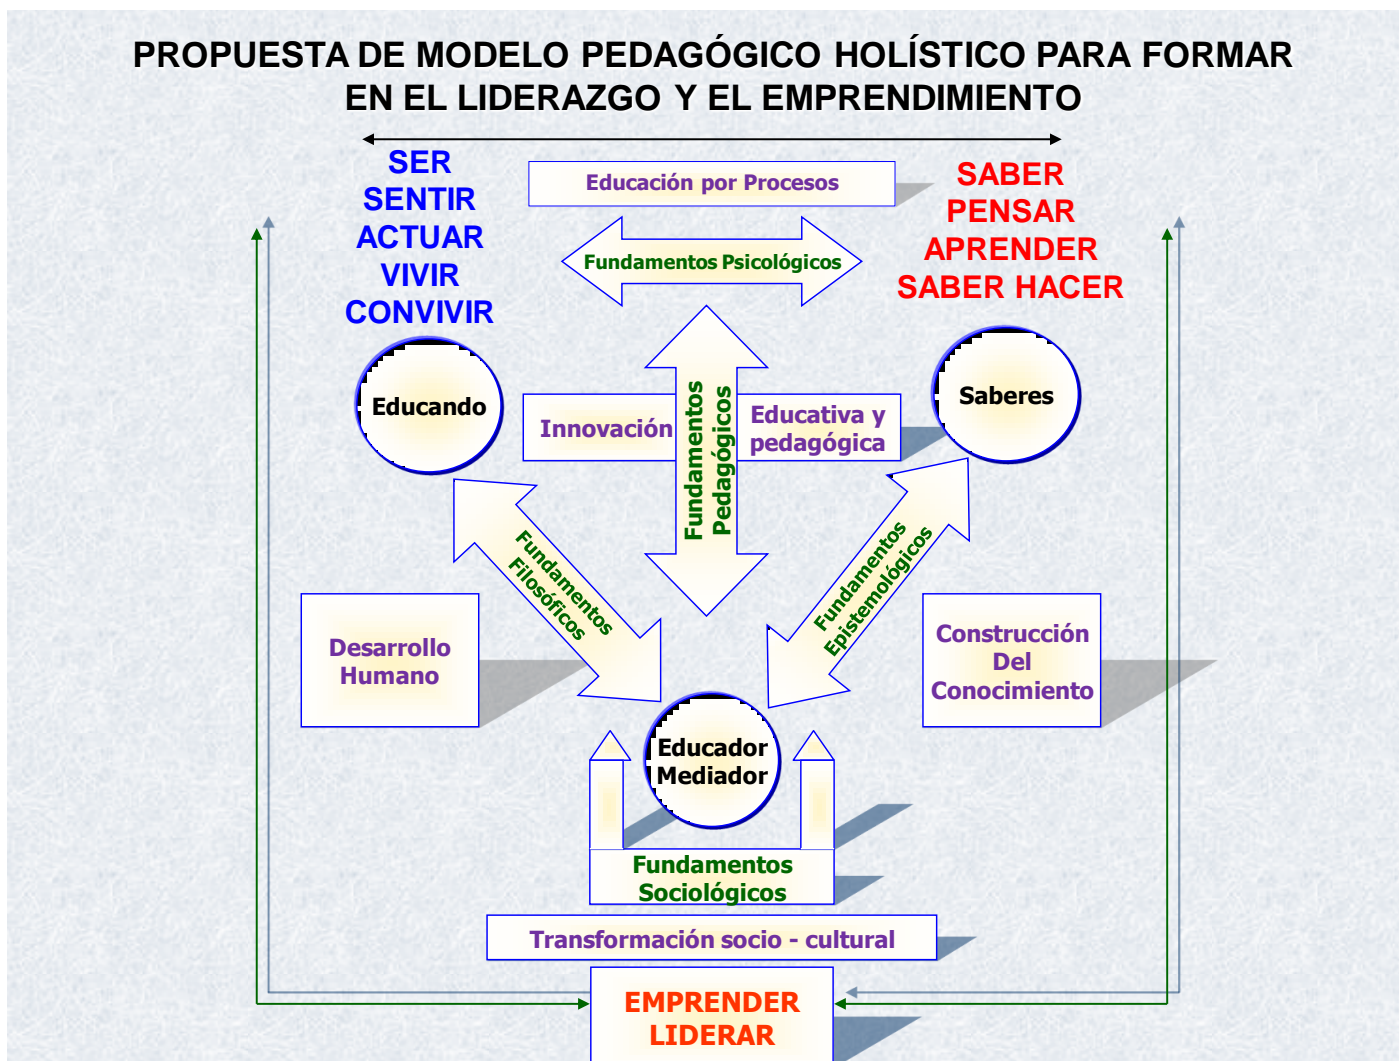 PROPUESTA DE MODELO PEDAGÓGICO HOLÍSTICO PARA FORMAR
EN EL LIDERAZGO Y EL EMPRENDIMIENTO
SER
SENTIR
ACTUAR
VIVIR
CONVIVIR
Educación por Procesos
Fundamentos Psicológicos
SABER
PENSAR
APRENDER
SABER HACER
Educando
Innovación
Fundamentos
Pedagógicos
Educativa y
pedagógica
Saberes
Fundamentos
Filosóficos
Fundamentos
Epistemológicos
Desarrollo
Humano
Construcción
Del
Conocimiento
Educador
Mediador
Fundamentos
Sociológicos
Transformación socio - cultural
EMPRENDER
LIDERAR